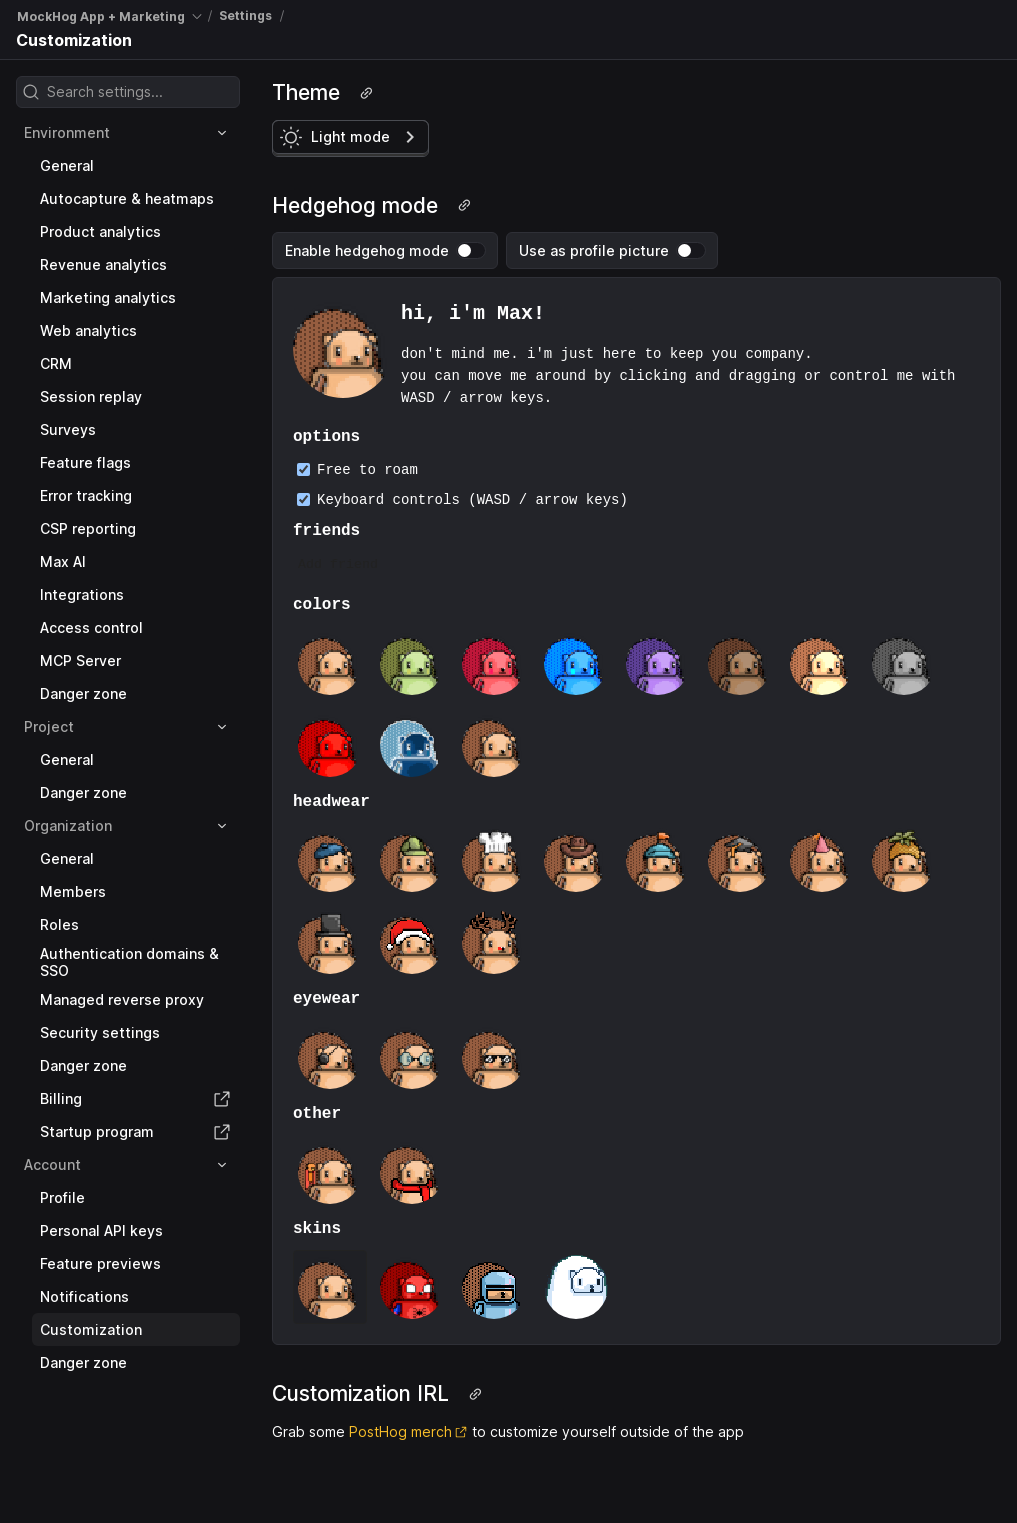 MockHog App + Marketing / Settings /
Customization
Search settings...
Environment
General
Autocapture & heatmaps
Product analytics
Revenue analytics
Marketing analytics
Web analytics
CRM
Session replay
Surveys
Feature flags
Error tracking
CSP reporting
Max AI
Integrations
Access control
MCP Server
Danger zone
Project
General
Danger zone
Organization
General
Members
Roles
Authentication domains &
SSO
Managed reverse proxy
Security settings
Danger zone
Billing
Startup program
Account
Profile
Personal API keys
Feature previews
Notifications
Customization
Danger zone
Theme
Light mode
Hedgehog mode
Enable hedgehog mode
Use as profile picture
hi, i'm Max!
don't mind me. i'm just here to keep you company.
you can move me around by clicking and dragging or control me with
WASD / arrow keys.
options
Free to roam
Keyboard controls (WASD / arrow keys)
friends
colors
headwear
eyewear
other
skins
Customization IRL
Grab some PostHog merch to customize yourself outside of the app